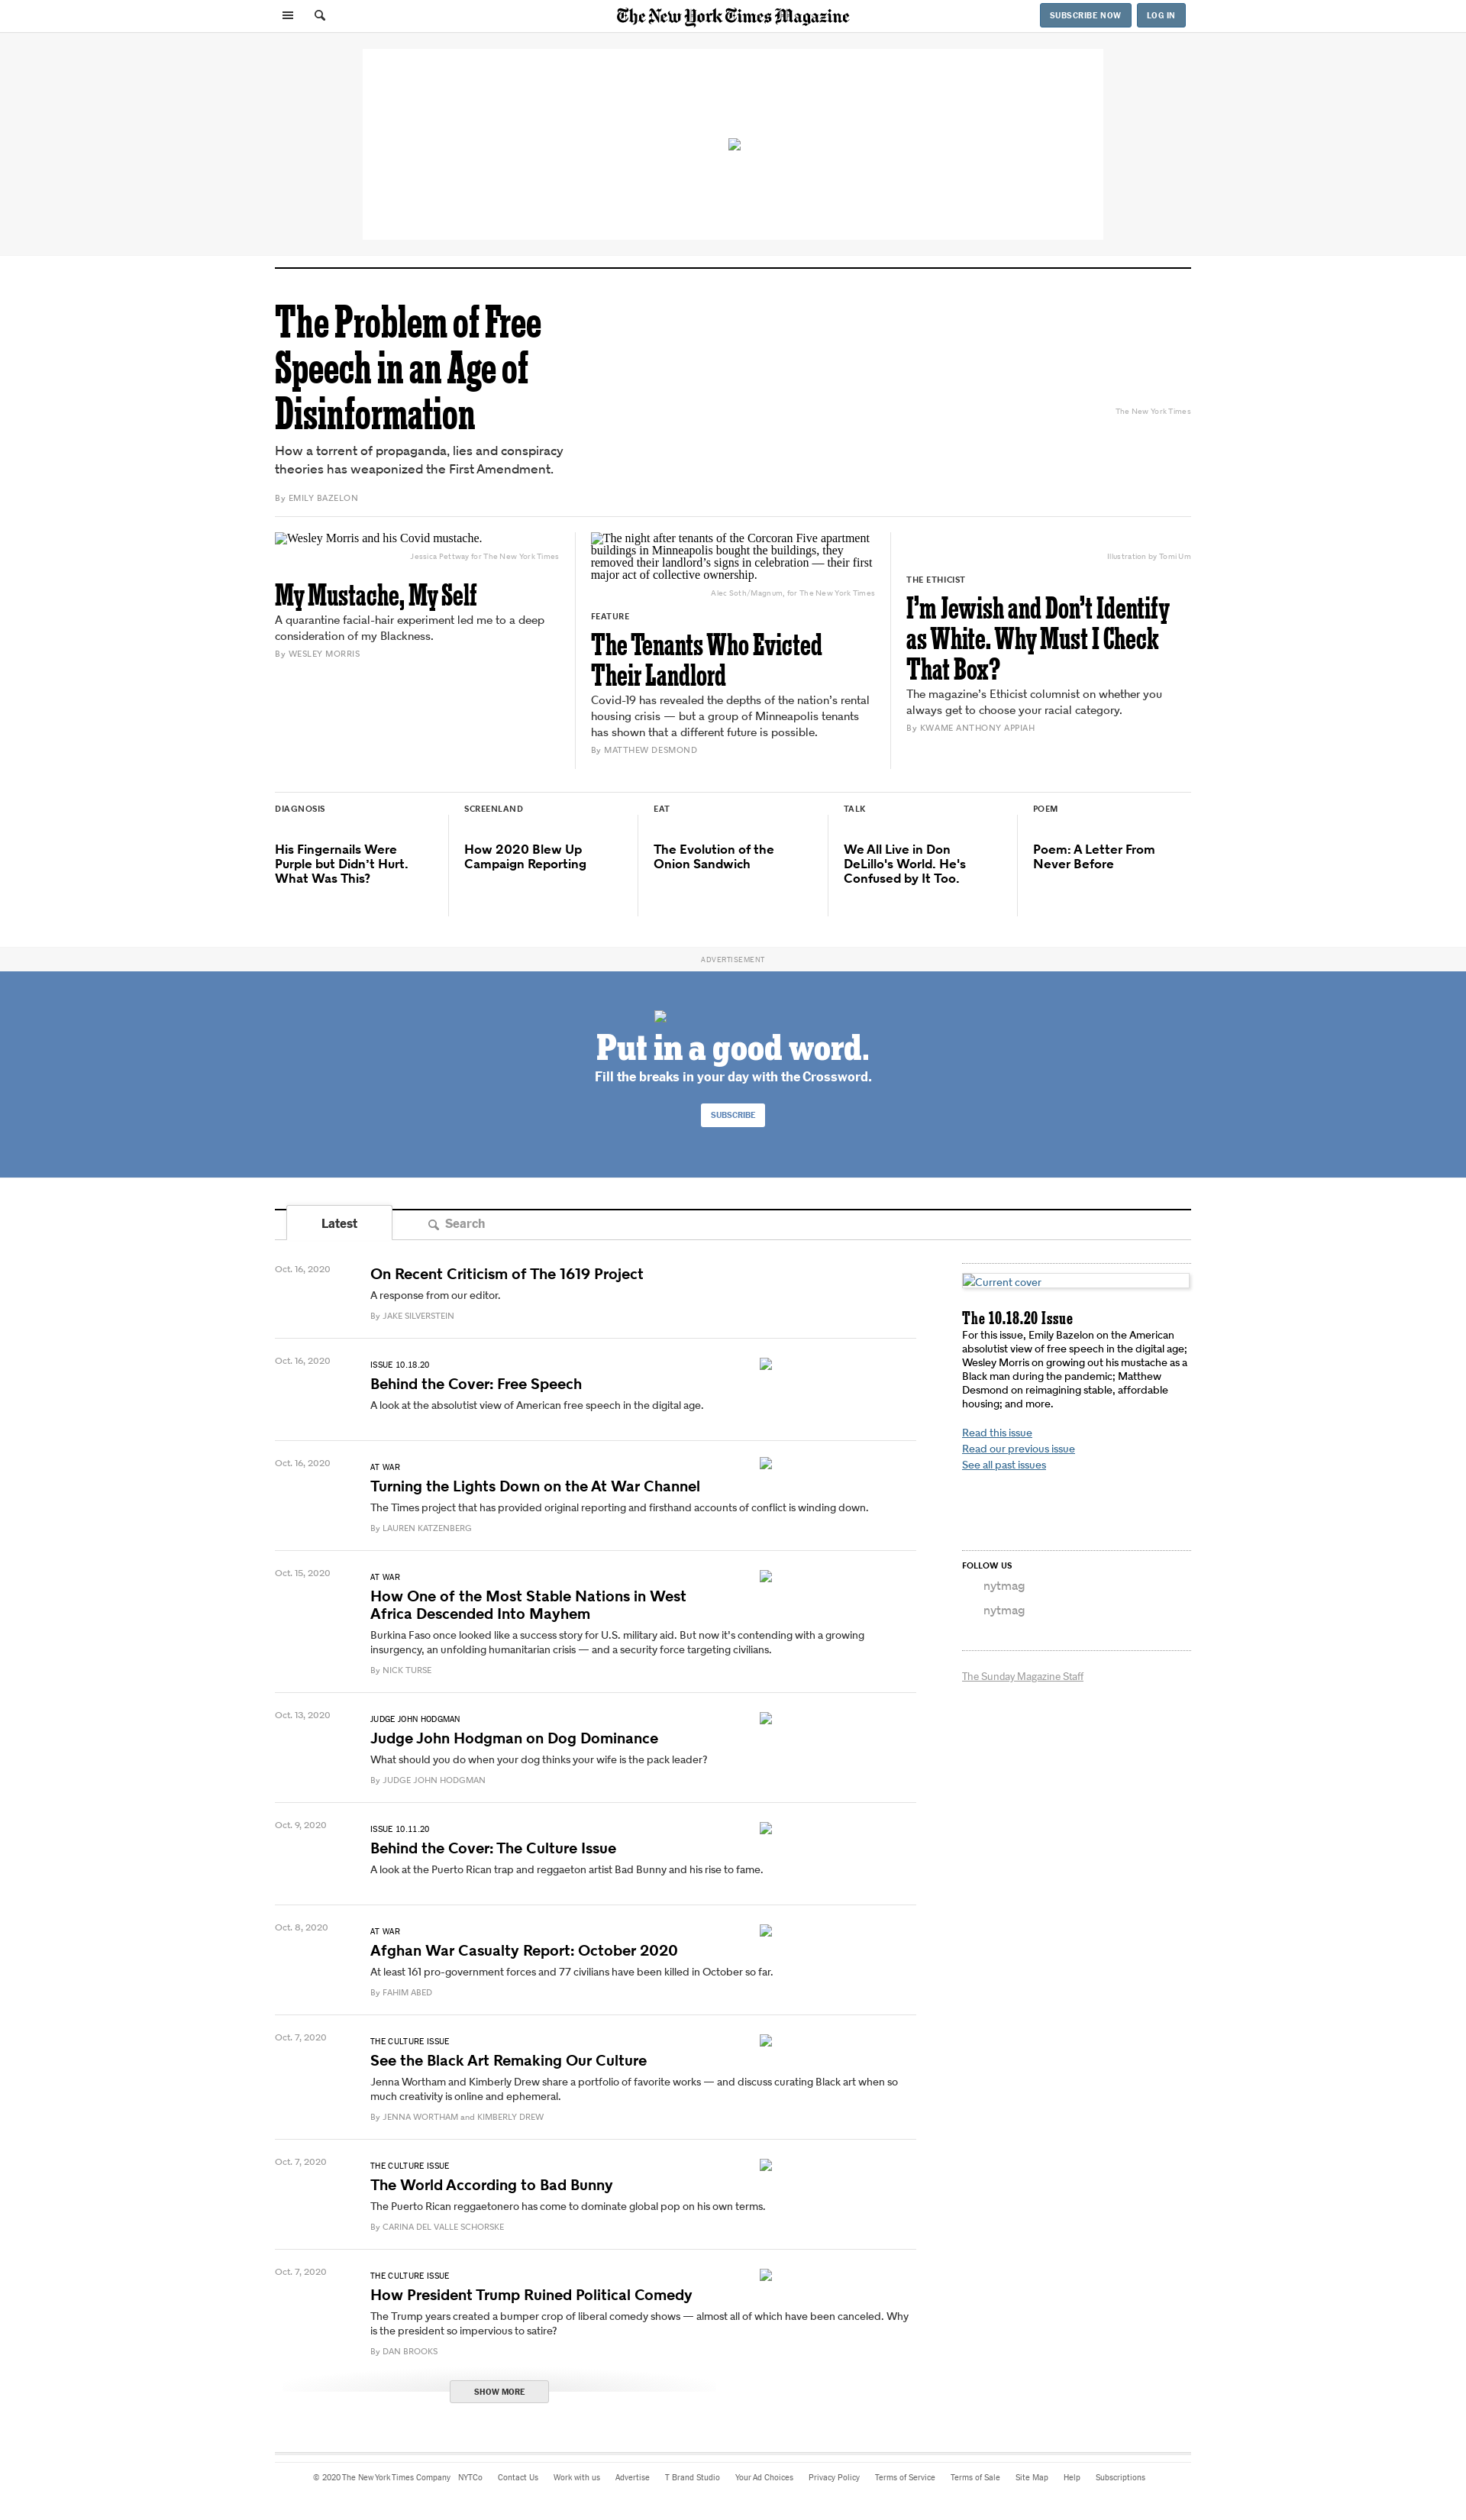 The New York Times Magazine
SUBSCRIBE NOW
LOG IN
The Problem of Free
Speech in an Age of
Disinformation
How a torrent of propaganda, lies and conspiracy
theories has weaponized the First Amendment.
By EMILY BAZELON
The New York Times
Wesley Morris and his Covid mustache.
Jessica Pettway for The New York Times
My Mustache, My Self
A quarantine facial-hair experiment led me to a deep
consideration of my Blackness.
By WESLEY MORRIS
The night after tenants of the Corcoran Five apartment
buildings in Minneapolis bought the buildings, they
removed their landlord’s signs in celebration — their first
major act of collective ownership.
Alec Soth/Magnum, for The New York Times
FEATURE
The Tenants Who Evicted
Their Landlord
Covid-19 has revealed the depths of the nation’s rental
housing crisis — but a group of Minneapolis tenants
has shown that a different future is possible.
By MATTHEW DESMOND
Illustration by Tomi Um
THE ETHICIST
I’m Jewish and Don’t Identify
as White. Why Must I Check
That Box?
The magazine’s Ethicist columnist on whether you
always get to choose your racial category.
By KWAME ANTHONY APPIAH
DIAGNOSIS
His Fingernails Were
Purple but Didn’t Hurt.
What Was This?
SCREENLAND
How 2020 Blew Up
Campaign Reporting
EAT
The Evolution of the
Onion Sandwich
TALK
We All Live in Don
DeLillo's World. He's
Confused by It Too.
POEM
Poem: A Letter From
Never Before
ADVERTISEMENT
Put in a good word.
Fill the breaks in your day with the Crossword.
SUBSCRIBE
Latest
Search
Oct. 16, 2020
On Recent Criticism of The 1619 Project
A response from our editor.
By JAKE SILVERSTEIN
Oct. 16, 2020
ISSUE 10.18.20
Behind the Cover: Free Speech
A look at the absolutist view of American free speech in the digital age.
Oct. 16, 2020
AT WAR
Turning the Lights Down on the At War Channel
The Times project that has provided original reporting and firsthand accounts of conflict is winding down.
By LAUREN KATZENBERG
Oct. 15, 2020
AT WAR
How One of the Most Stable Nations in West
Africa Descended Into Mayhem
Burkina Faso once looked like a success story for U.S. military aid. But now it’s contending with a growing
insurgency, an unfolding humanitarian crisis — and a security force targeting civilians.
By NICK TURSE
Oct. 13, 2020
JUDGE JOHN HODGMAN
Judge John Hodgman on Dog Dominance
What should you do when your dog thinks your wife is the pack leader?
By JUDGE JOHN HODGMAN
Oct. 9, 2020
ISSUE 10.11.20
Behind the Cover: The Culture Issue
A look at the Puerto Rican trap and reggaeton artist Bad Bunny and his rise to fame.
Oct. 8, 2020
AT WAR
Afghan War Casualty Report: October 2020
At least 161 pro-government forces and 77 civilians have been killed in October so far.
By FAHIM ABED
Oct. 7, 2020
THE CULTURE ISSUE
See the Black Art Remaking Our Culture
Jenna Wortham and Kimberly Drew share a portfolio of favorite works — and discuss curating Black art when so
much creativity is online and ephemeral.
By JENNA WORTHAM and KIMBERLY DREW
Oct. 7, 2020
THE CULTURE ISSUE
The World According to Bad Bunny
The Puerto Rican reggaetonero has come to dominate global pop on his own terms.
By CARINA DEL VALLE SCHORSKE
Oct. 7, 2020
THE CULTURE ISSUE
How President Trump Ruined Political Comedy
The Trump years created a bumper crop of liberal comedy shows — almost all of which have been canceled. Why
is the president so impervious to satire?
By DAN BROOKS
SHOW MORE
Current cover
The 10.18.20 Issue
For this issue, Emily Bazelon on the American
absolutist view of free speech in the digital age;
Wesley Morris on growing out his mustache as a
Black man during the pandemic; Matthew
Desmond on reimagining stable, affordable
housing; and more.
Read this issue
Read our previous issue
See all past issues
FOLLOW US
nytmag
nytmag
The Sunday Magazine Staff
© 2020 The New York Times Company NYTCo Contact Us Work with us Advertise T Brand Studio Your Ad Choices Privacy Policy Terms of Service Terms of Sale Site Map Help Subscriptions